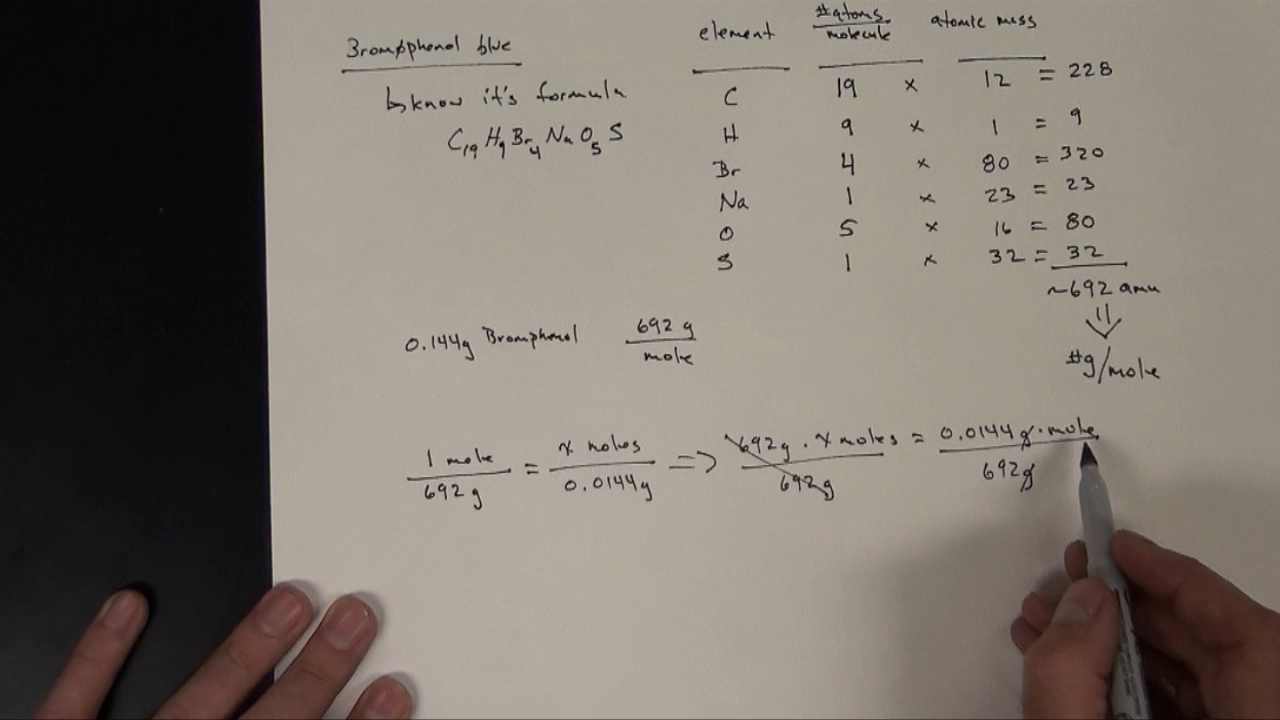 Bromophenol blue
↳ know it's formula
C19 H9 Br4 Na O5 S
element #atoms/molecule atomic mass
C 19 x 12 = 228
H 9 x 1 = 9
Br 4 x 80 = 320
Na 1 x 23 = 23
O 5 x 16 = 80
S 1 x 32 = 32
~692 amu
#g/mole
0.144g Bromphenol 692 g/mole
1 mole/692 g = x moles/0.0144g => 692g · x moles/692g = 0.0144 g · mole/692g